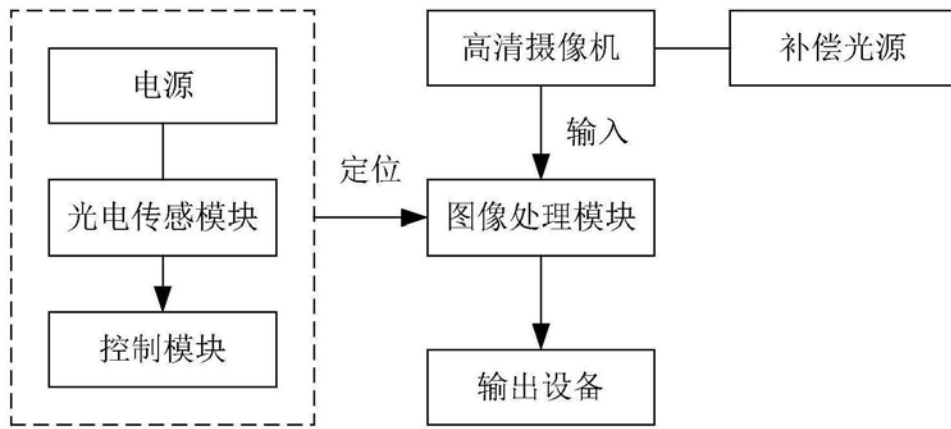 电源
光电传感模块
控制模块
定位
高清摄像机
补偿光源
输入
图像处理模块
输出设备